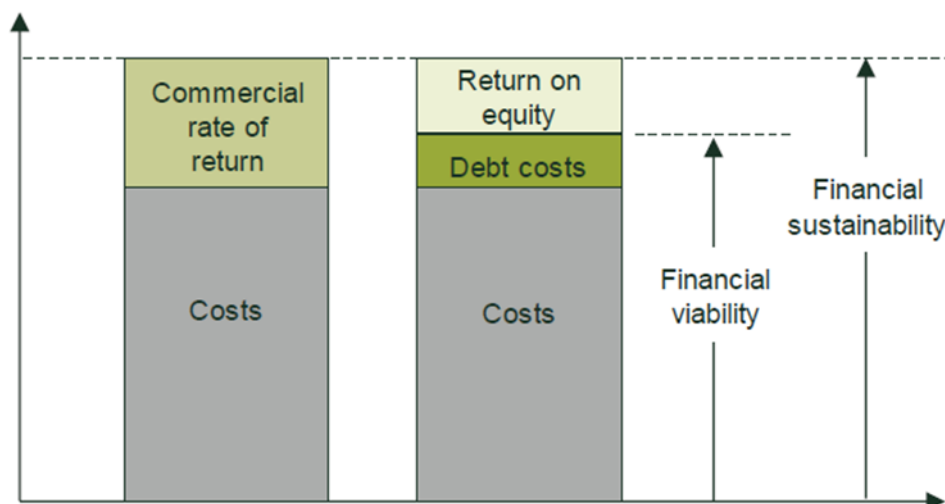 Commercial
rate of
return
Costs
Return on
equity
Debt costs
Costs
Financial
viability
Financial
sustainability